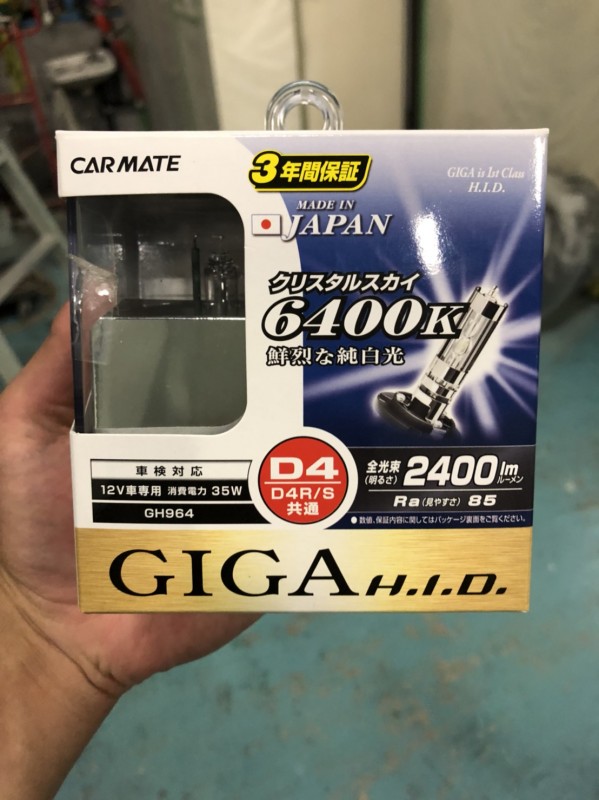 CARMATE
3年間保証
GIGA is 1st Class
H.I.D.
MADE IN
JAPAN
クリスタルスカイ
6400K
鮮烈な純白光
車検対応
12V車専用 消費電力 35W
GH964
D4
D4R/S
共通
全光束
(明るさ)
2400lm
ルーメン
Ra(見やすさ) 85
●数値、保証内容に関してはパッケージ裏面をご覧ください。
GIGA H.I.D.